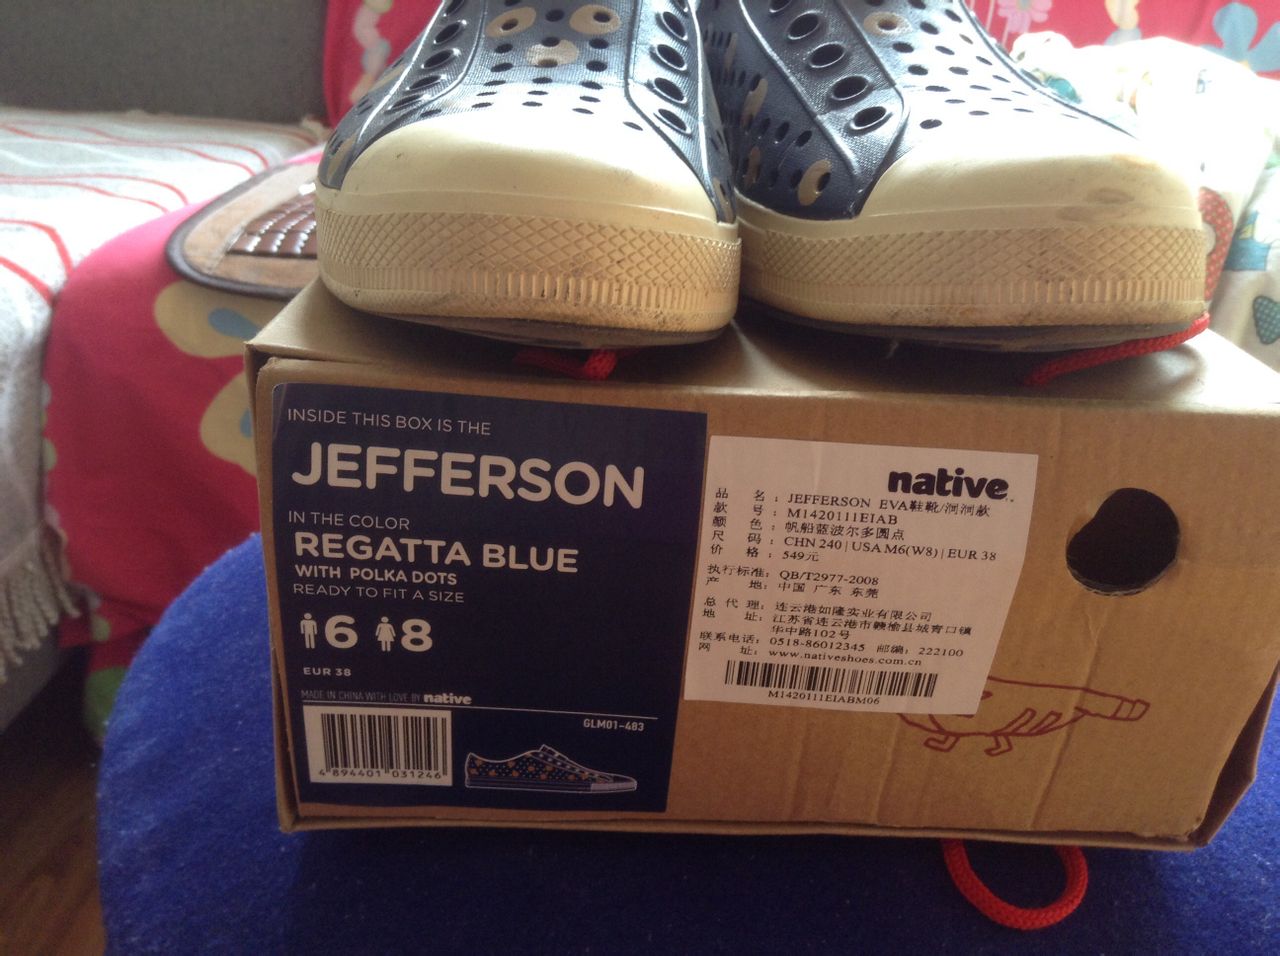 INSIDE THIS BOX IS THE
JEFFERSON
IN THE COLOR
REGATTA BLUE
WITH POLKA DOTS
READY TO FIT A SIZE
6 8
EUR 38
MADE IN CHINA WITH LOVE BY native
GLM01-483
4 894401 031246
native
品 名：JEFFERSON EVA鞋靴/洞洞款
款 号：M1420111EIAB
颜 色：帆船蓝波尔多圆点
尺 码：CHN 240 | USA M6(W8) | EUR 38
价 格：549元
执行标准：QB/T2977-2008
产 地：中国 广东 东莞
总 代 理：连云港如隆实业有限公司
地 址：江苏省连云港市赣榆县城青口镇
华中路102号
联系电话：0518-86012345 邮编：222100
网 址：www.nativeshoes.com.cn
M1420111EIABM06